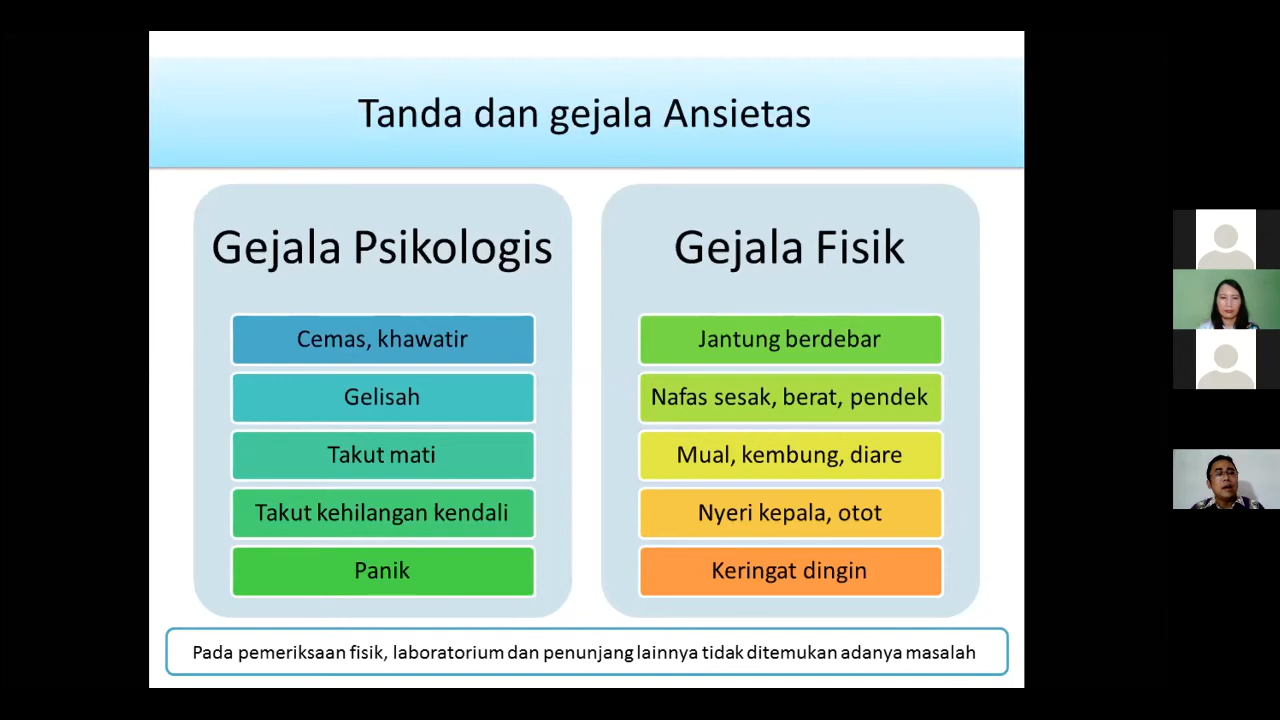 Tanda dan gejala Ansietas
Gejala Psikologis
Cemas, khawatir
Gelisah
Takut mati
Takut kehilangan kendali
Panik
Gejala Fisik
Jantung berdebar
Nafas sesak, berat, pendek
Mual, kembung, diare
Nyeri kepala, otot
Keringat dingin
Pada pemeriksaan fisik, laboratorium dan penunjang lainnya tidak ditemukan adanya masalah